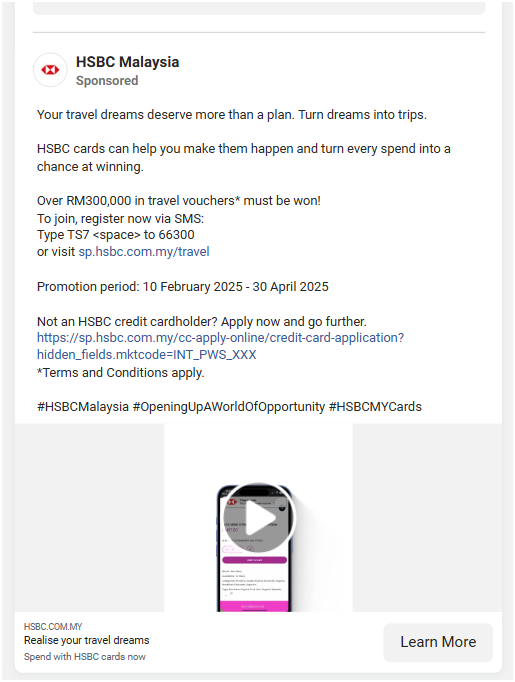 HSBC Malaysia
Sponsored
Your travel dreams deserve more than a plan. Turn dreams into trips.
HSBC cards can help you make them happen and turn every spend into a
chance at winning.
Over RM300,000 in travel vouchers* must be won!
To join, register now via SMS:
Type TS7 <space> to 66300
or visit sp.hsbc.com.my/travel
Promotion period: 10 February 2025 - 30 April 2025
Not an HSBC credit cardholder? Apply now and go further.
https://sp.hsbc.com.my/cc-apply-online/credit-card-application?
hidden_fields.mktcode=INT_PWS_XXX
*Terms and Conditions apply.
#HSBCMalaysia #OpeningUpAWorldOfOpportunity #HSBCMYCards
HSBC.COM.MY
Realise your travel dreams
Spend with HSBC cards now
Learn More